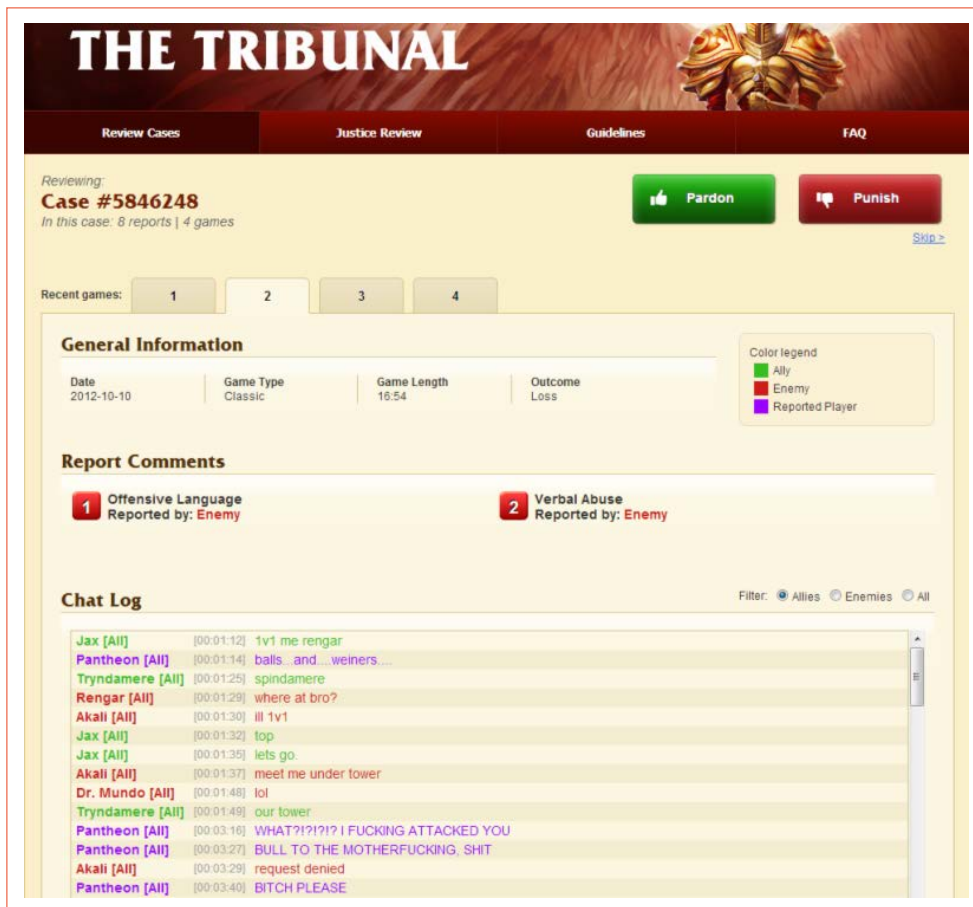 THE TRIBUNAL
Review Cases Justice Review Guidelines FAQ
Reviewing:
Case #5846248
In this case: 8 reports | 4 games
Pardon Punish
Skip >
Recent games: 1 2 3 4
General Information
Color legend
Ally
Enemy
Reported Player
Date Game Type Game Length Outcome
2012-10-10 Classic 16:54 Loss
Report Comments
1 Offensive Language 2 Verbal Abuse
Reported by: Enemy Reported by: Enemy
Chat Log Filter: Allies Enemies All
Jax [All] [00:01:12] 1v1 me rengar
Pantheon [All] [00:01:14] balls...and....weiners....
Tryndamere [All] [00:01:25] spindamere
Rengar [All] [00:01:29] where at bro?
Akali [All] [00:01:30] ill 1v1
Jax [All] [00:01:32] top
Jax [All] [00:01:35] lets go.
Akali [All] [00:01:37] meet me under tower
Dr. Mundo [All] [00:01:48] lol
Tryndamere [All] [00:01:49] our tower
Pantheon [All] [00:03:16] WHAT?!?!?!? I FUCKING ATTACKED YOU
Pantheon [All] [00:03:27] BULL TO THE MOTHERFUCKING, SHIT
Akali [All] [00:03:29] request denied
Pantheon [All] [00:03:40] BITCH PLEASE